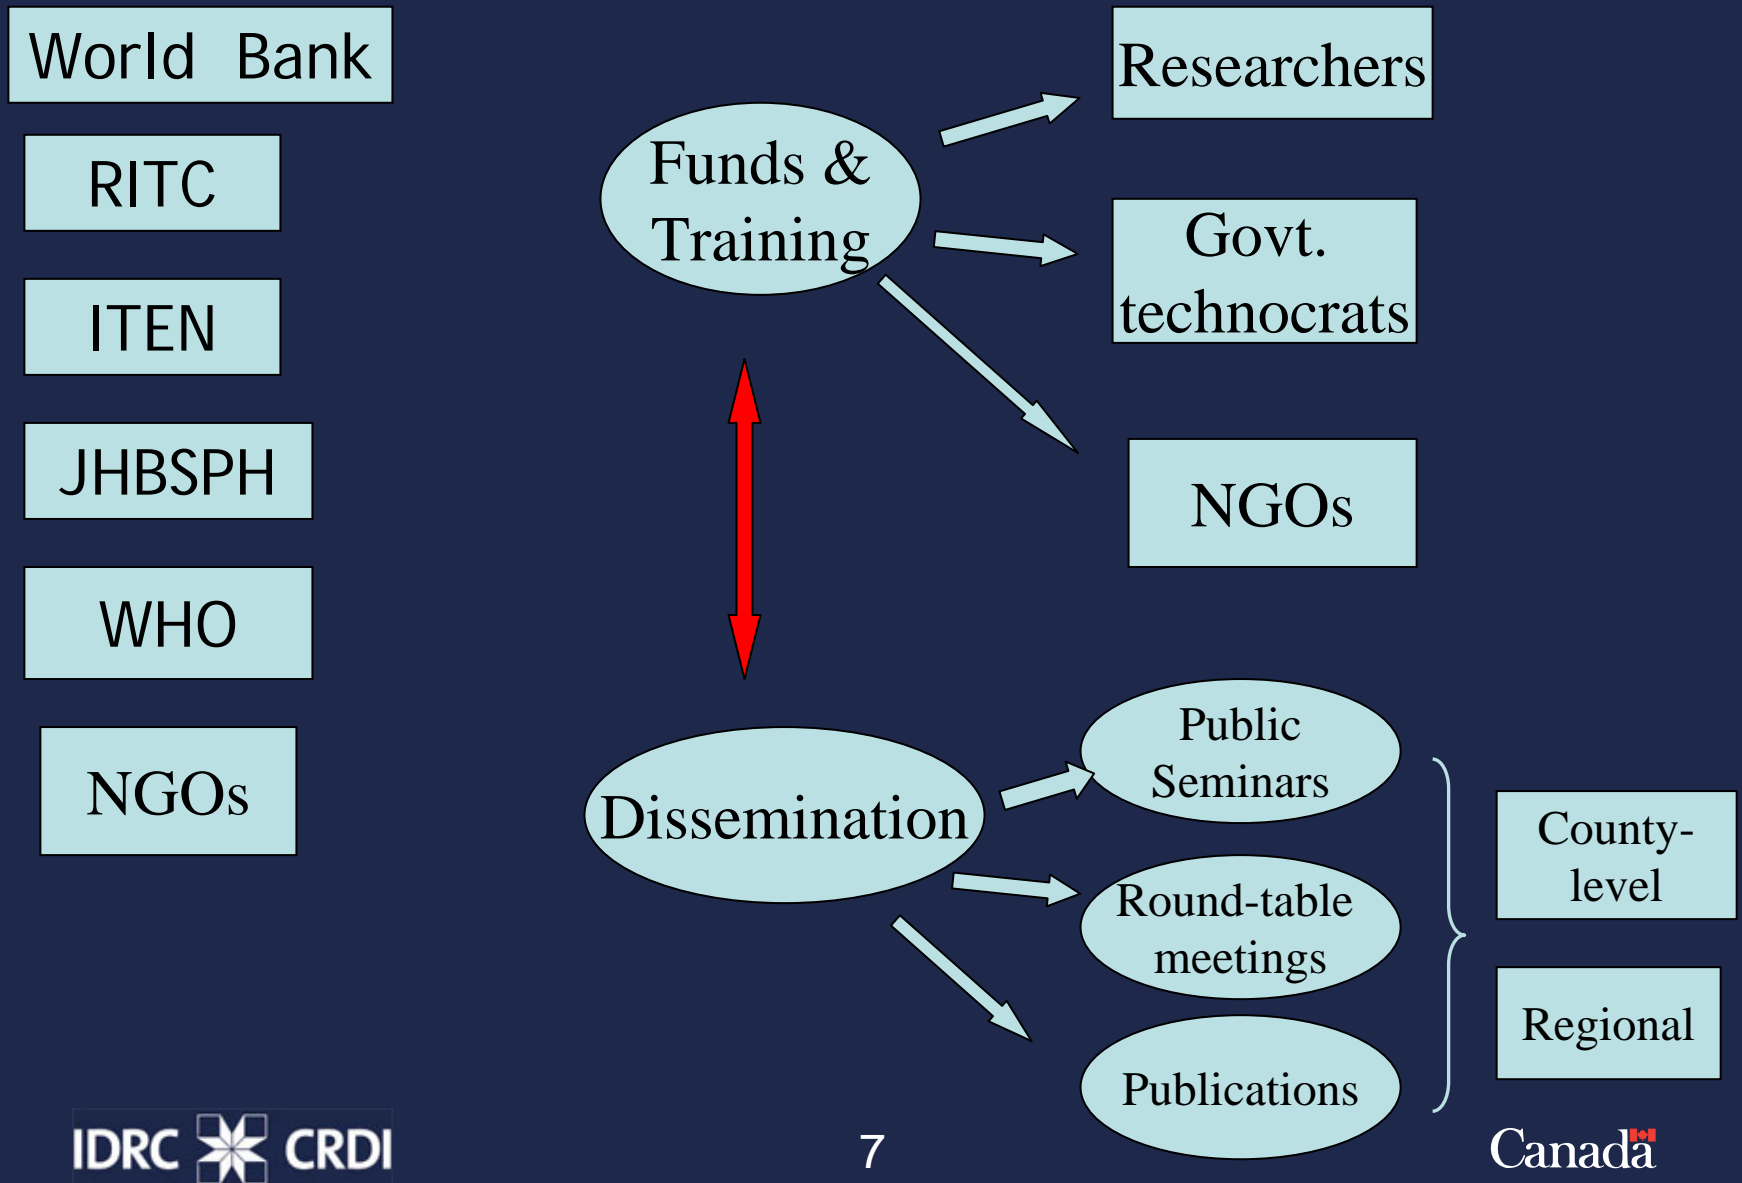 World Bank
RITC
ITEN
JHBSPH
WHO
NGOs
Funds &
Training
Researchers
Govt.
technocrats
NGOs
Dissemination
Public
Seminars
Round-table
meetings
Publications
County-
level
Regional
IDRC CRDI
7
Canada